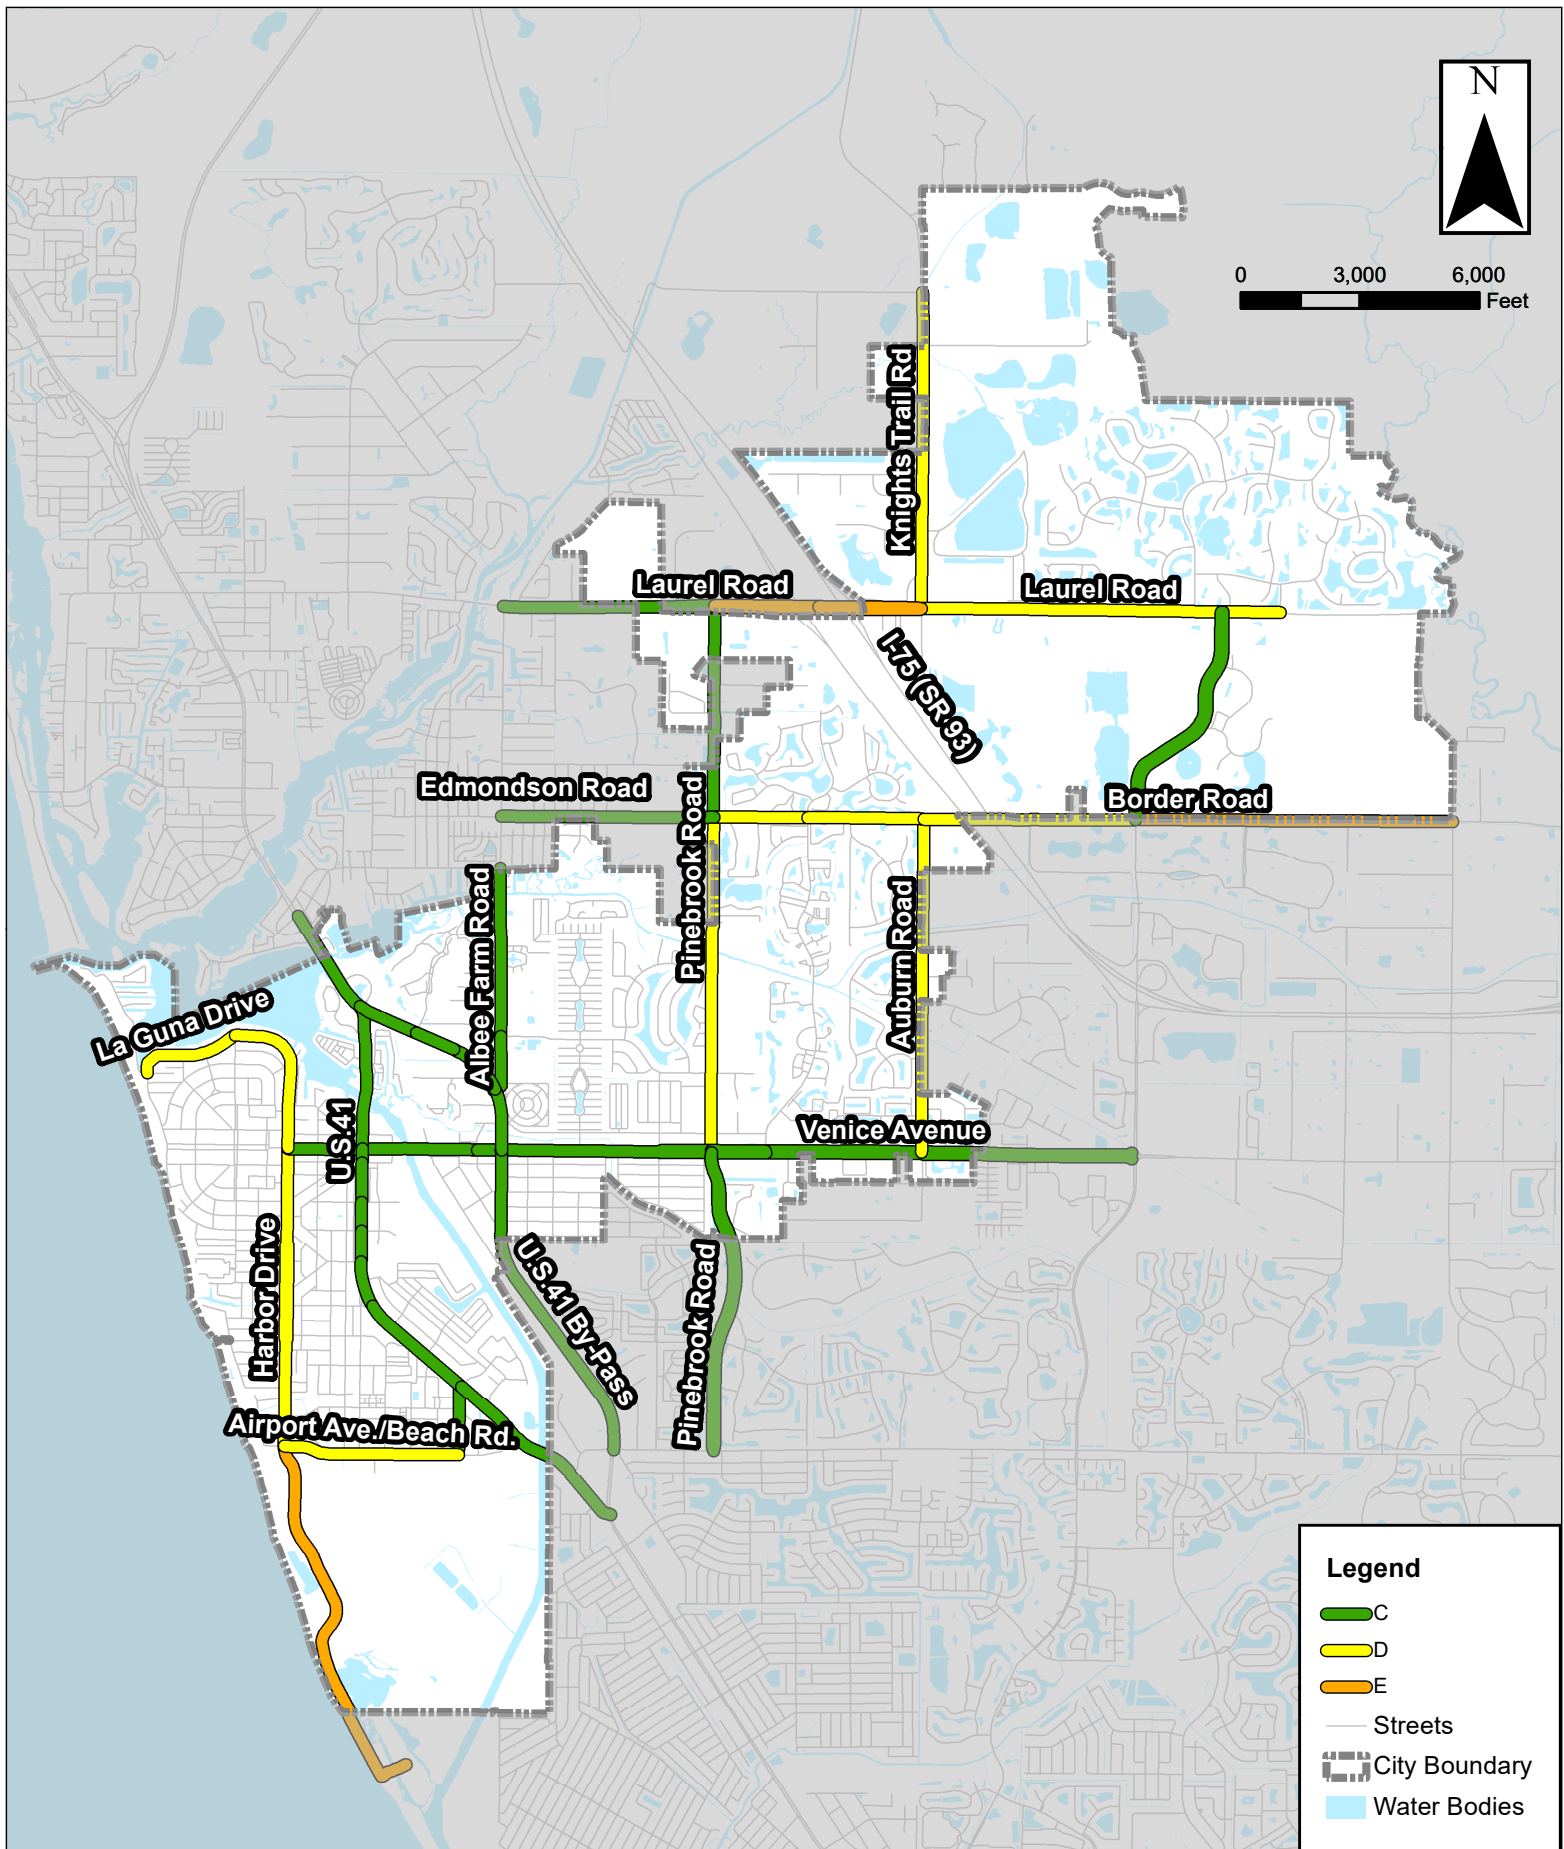 N
0 3,000 6,000
Feet
Knights Trail Rd
Laurel Road
Laurel Road
I-75 (SR 93)
Edmondson Road
Pinebrook Road
Border Road
Albee Farm Road
Auburn Road
La Guna Drive
U.S.41
Venice Avenue
Harbor Drive
U.S.41 By-Pass
Pinebrook Road
Airport Ave./Beach Rd.
Legend
C
D
E
Streets
City Boundary
Water Bodies